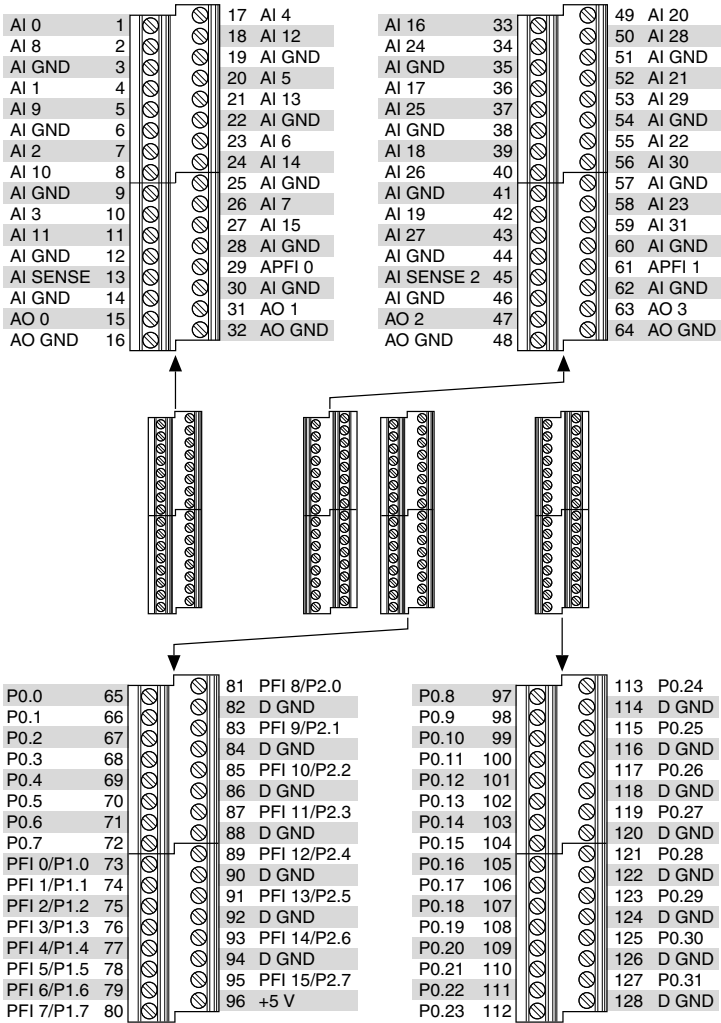 AI 0 1
AI 8 2
AI GND 3
AI 1 4
AI 9 5
AI GND 6
AI 2 7
AI 10 8
AI GND 9
AI 3 10
AI 11 11
AI GND 12
AI SENSE 13
AI GND 14
AO 0 15
AO GND 16
17 AI 4
18 AI 12
19 AI GND
20 AI 5
21 AI 13
22 AI GND
23 AI 6
24 AI 14
25 AI GND
26 AI 7
27 AI 15
28 AI GND
29 APFI 0
30 AI GND
31 AO 1
32 AO GND
AI 16 33
AI 24 34
AI GND 35
AI 17 36
AI 25 37
AI GND 38
AI 18 39
AI 26 40
AI GND 41
AI 19 42
AI 27 43
AI GND 44
AI SENSE 2 45
AI GND 46
AO 2 47
AO GND 48
49 AI 20
50 AI 28
51 AI GND
52 AI 21
53 AI 29
54 AI GND
55 AI 22
56 AI 30
57 AI GND
58 AI 23
59 AI 31
60 AI GND
61 APFI 1
62 AI GND
63 AO 3
64 AO GND
P0.0 65
P0.1 66
P0.2 67
P0.3 68
P0.4 69
P0.5 70
P0.6 71
P0.7 72
PFI 0/P1.0 73
PFI 1/P1.1 74
PFI 2/P1.2 75
PFI 3/P1.3 76
PFI 4/P1.4 77
PFI 5/P1.5 78
PFI 6/P1.6 79
PFI 7/P1.7 80
81 PFI 8/P2.0
82 D GND
83 PFI 9/P2.1
84 D GND
85 PFI 10/P2.2
86 D GND
87 PFI 11/P2.3
88 D GND
89 PFI 12/P2.4
90 D GND
91 PFI 13/P2.5
92 D GND
93 PFI 14/P2.6
94 D GND
95 PFI 15/P2.7
96 +5 V
P0.8 97
P0.9 98
P0.10 99
P0.11 100
P0.12 101
P0.13 102
P0.14 103
P0.15 104
P0.16 105
P0.17 106
P0.18 107
P0.19 108
P0.20 109
P0.21 110
P0.22 111
P0.23 112
113 P0.24
114 D GND
115 P0.25
116 D GND
117 P0.26
118 D GND
119 P0.27
120 D GND
121 P0.28
122 D GND
123 P0.29
124 D GND
125 P0.30
126 D GND
127 P0.31
128 D GND